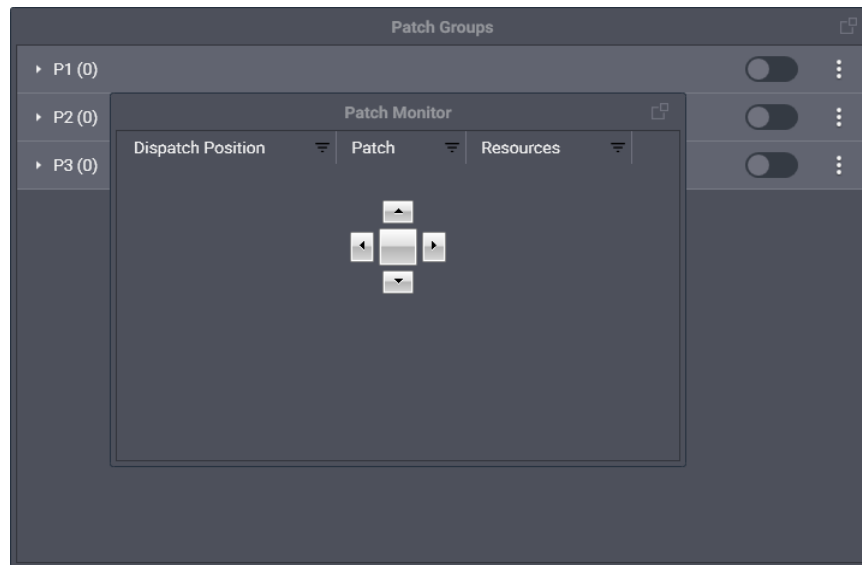 Patch Groups
P1 (0)
P2 (0)
Patch Monitor
Dispatch Position Patch Resources
P3 (0)